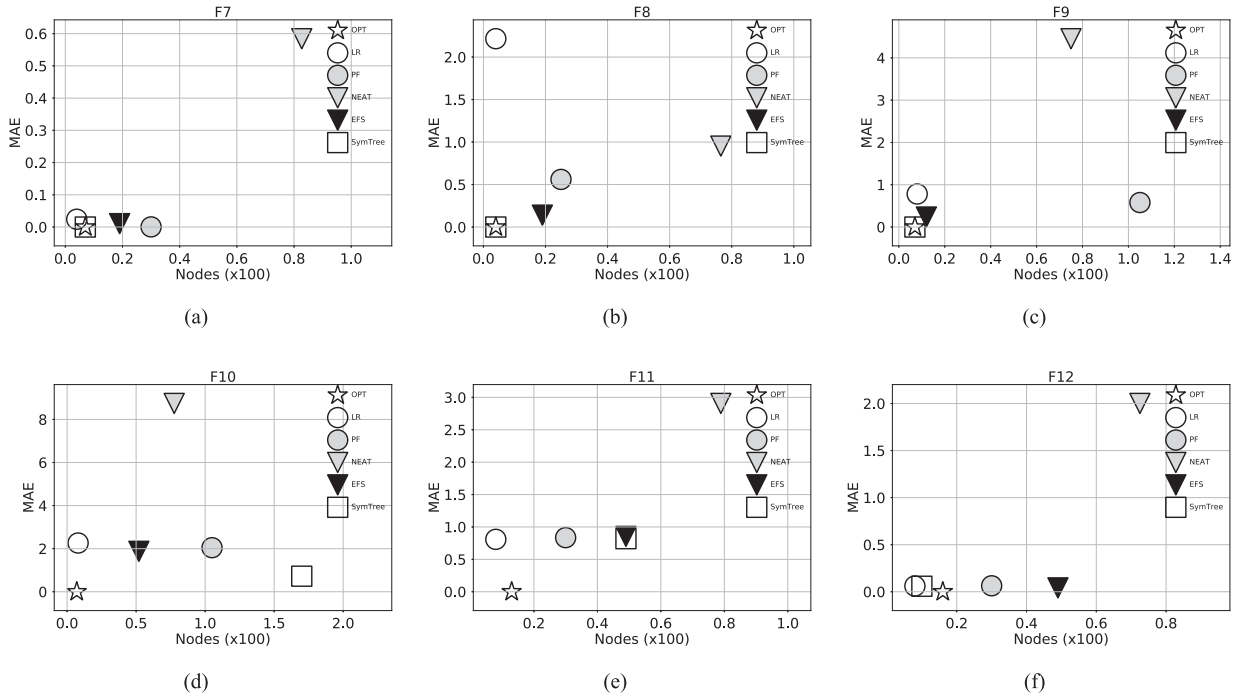 F7
MAE
0.6
0.5
0.4
0.3
0.2
0.1
0.0
0.0 0.2 0.4 0.6 0.8 1.0
Nodes (x100)
OPT
LR
PF
NEAT
EFS
SymTree
(a)
F8
MAE
2.0
1.5
1.0
0.5
0.0
0.0 0.2 0.4 0.6 0.8 1.0
Nodes (x100)
OPT
LR
PF
NEAT
EFS
SymTree
(b)
F9
MAE
4
3
2
1
0
0.0 0.2 0.4 0.6 0.8 1.0 1.2 1.4
Nodes (x100)
OPT
LR
PF
NEAT
EFS
SymTree
(c)
F10
MAE
8
6
4
2
0
0.0 0.5 1.0 1.5 2.0
Nodes (x100)
OPT
LR
PF
NEAT
EFS
SymTree
(d)
F11
MAE
3.0
2.5
2.0
1.5
1.0
0.5
0.0
0.2 0.4 0.6 0.8
Nodes (x100)
OPT
LR
PF
NEAT
EFS
SymTree
(e)
F12
MAE
2.0
1.5
1.0
0.5
0.0
0.2 0.4 0.6 0.8
Nodes (x100)
OPT
LR
PF
NEAT
EFS
SymTree
(f)